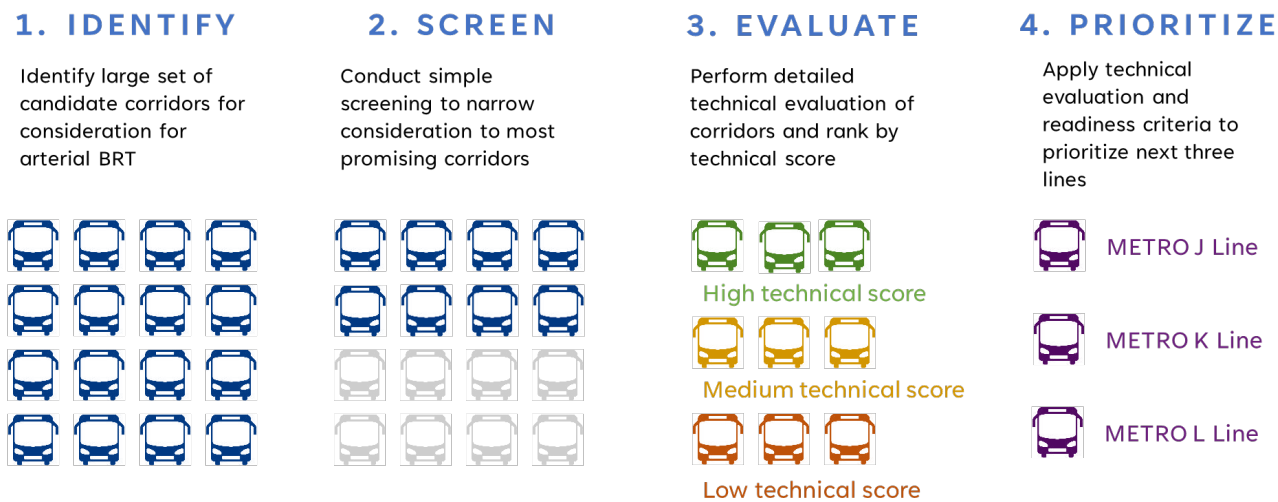 1. IDENTIFY
Identify large set of
candidate corridors for
consideration for
arterial BRT
2. SCREEN
Conduct simple
screening to narrow
consideration to most
promising corridors
3. EVALUATE
Perform detailed
technical evaluation of
corridors and rank by
technical score
High technical score
Medium technical score
Low technical score
4. PRIORITIZE
Apply technical
evaluation and
readiness criteria to
prioritize next three
lines
METRO J Line
METRO K Line
METRO L Line